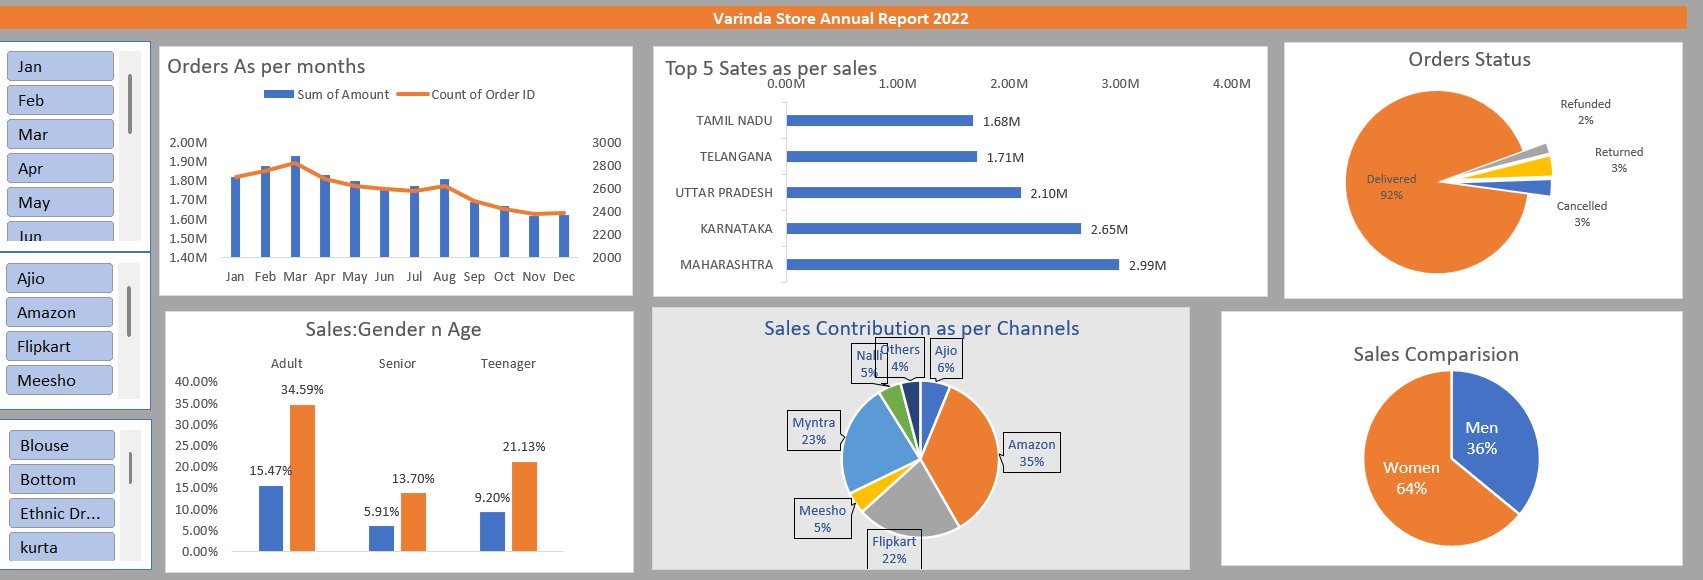 Varinda Store Annual Report 2022
Jan
Feb
Mar
Apr
May
Jun
Ajio
Amazon
Flipkart
Meesho
Blouse
Bottom
Ethnic Dr...
kurta
Orders As per months
Sum of Amount Count of Order ID
2.00M
1.90M
1.80M
1.70M
1.60M
1.50M
1.40M
3000
2800
2600
2400
2200
2000
Jan Feb Mar Apr May Jun Jul Aug Sep Oct Nov Dec
Top 5 Sates as per sales
0.00M 1.00M 2.00M 3.00M 4.00M
TAMIL NADU 1.68M
TELANGANA 1.71M
UTTAR PRADESH 2.10M
KARNATAKA 2.65M
MAHARASHTRA 2.99M
Orders Status
Refunded
2%
Returned
3%
Cancelled
3%
Delivered
92%
Sales:Gender n Age
Adult Senior Teenager
40.00%
35.00%
30.00%
25.00%
20.00%
15.00%
10.00%
5.00%
0.00%
15.47% 34.59%
5.91% 13.70%
9.20% 21.13%
Sales Contribution as per Channels
Nalli
5%
Others
4%
Ajio
6%
Myntra
23%
Amazon
35%
Meesho
5%
Flipkart
22%
Sales Comparision
Men
36%
Women
64%